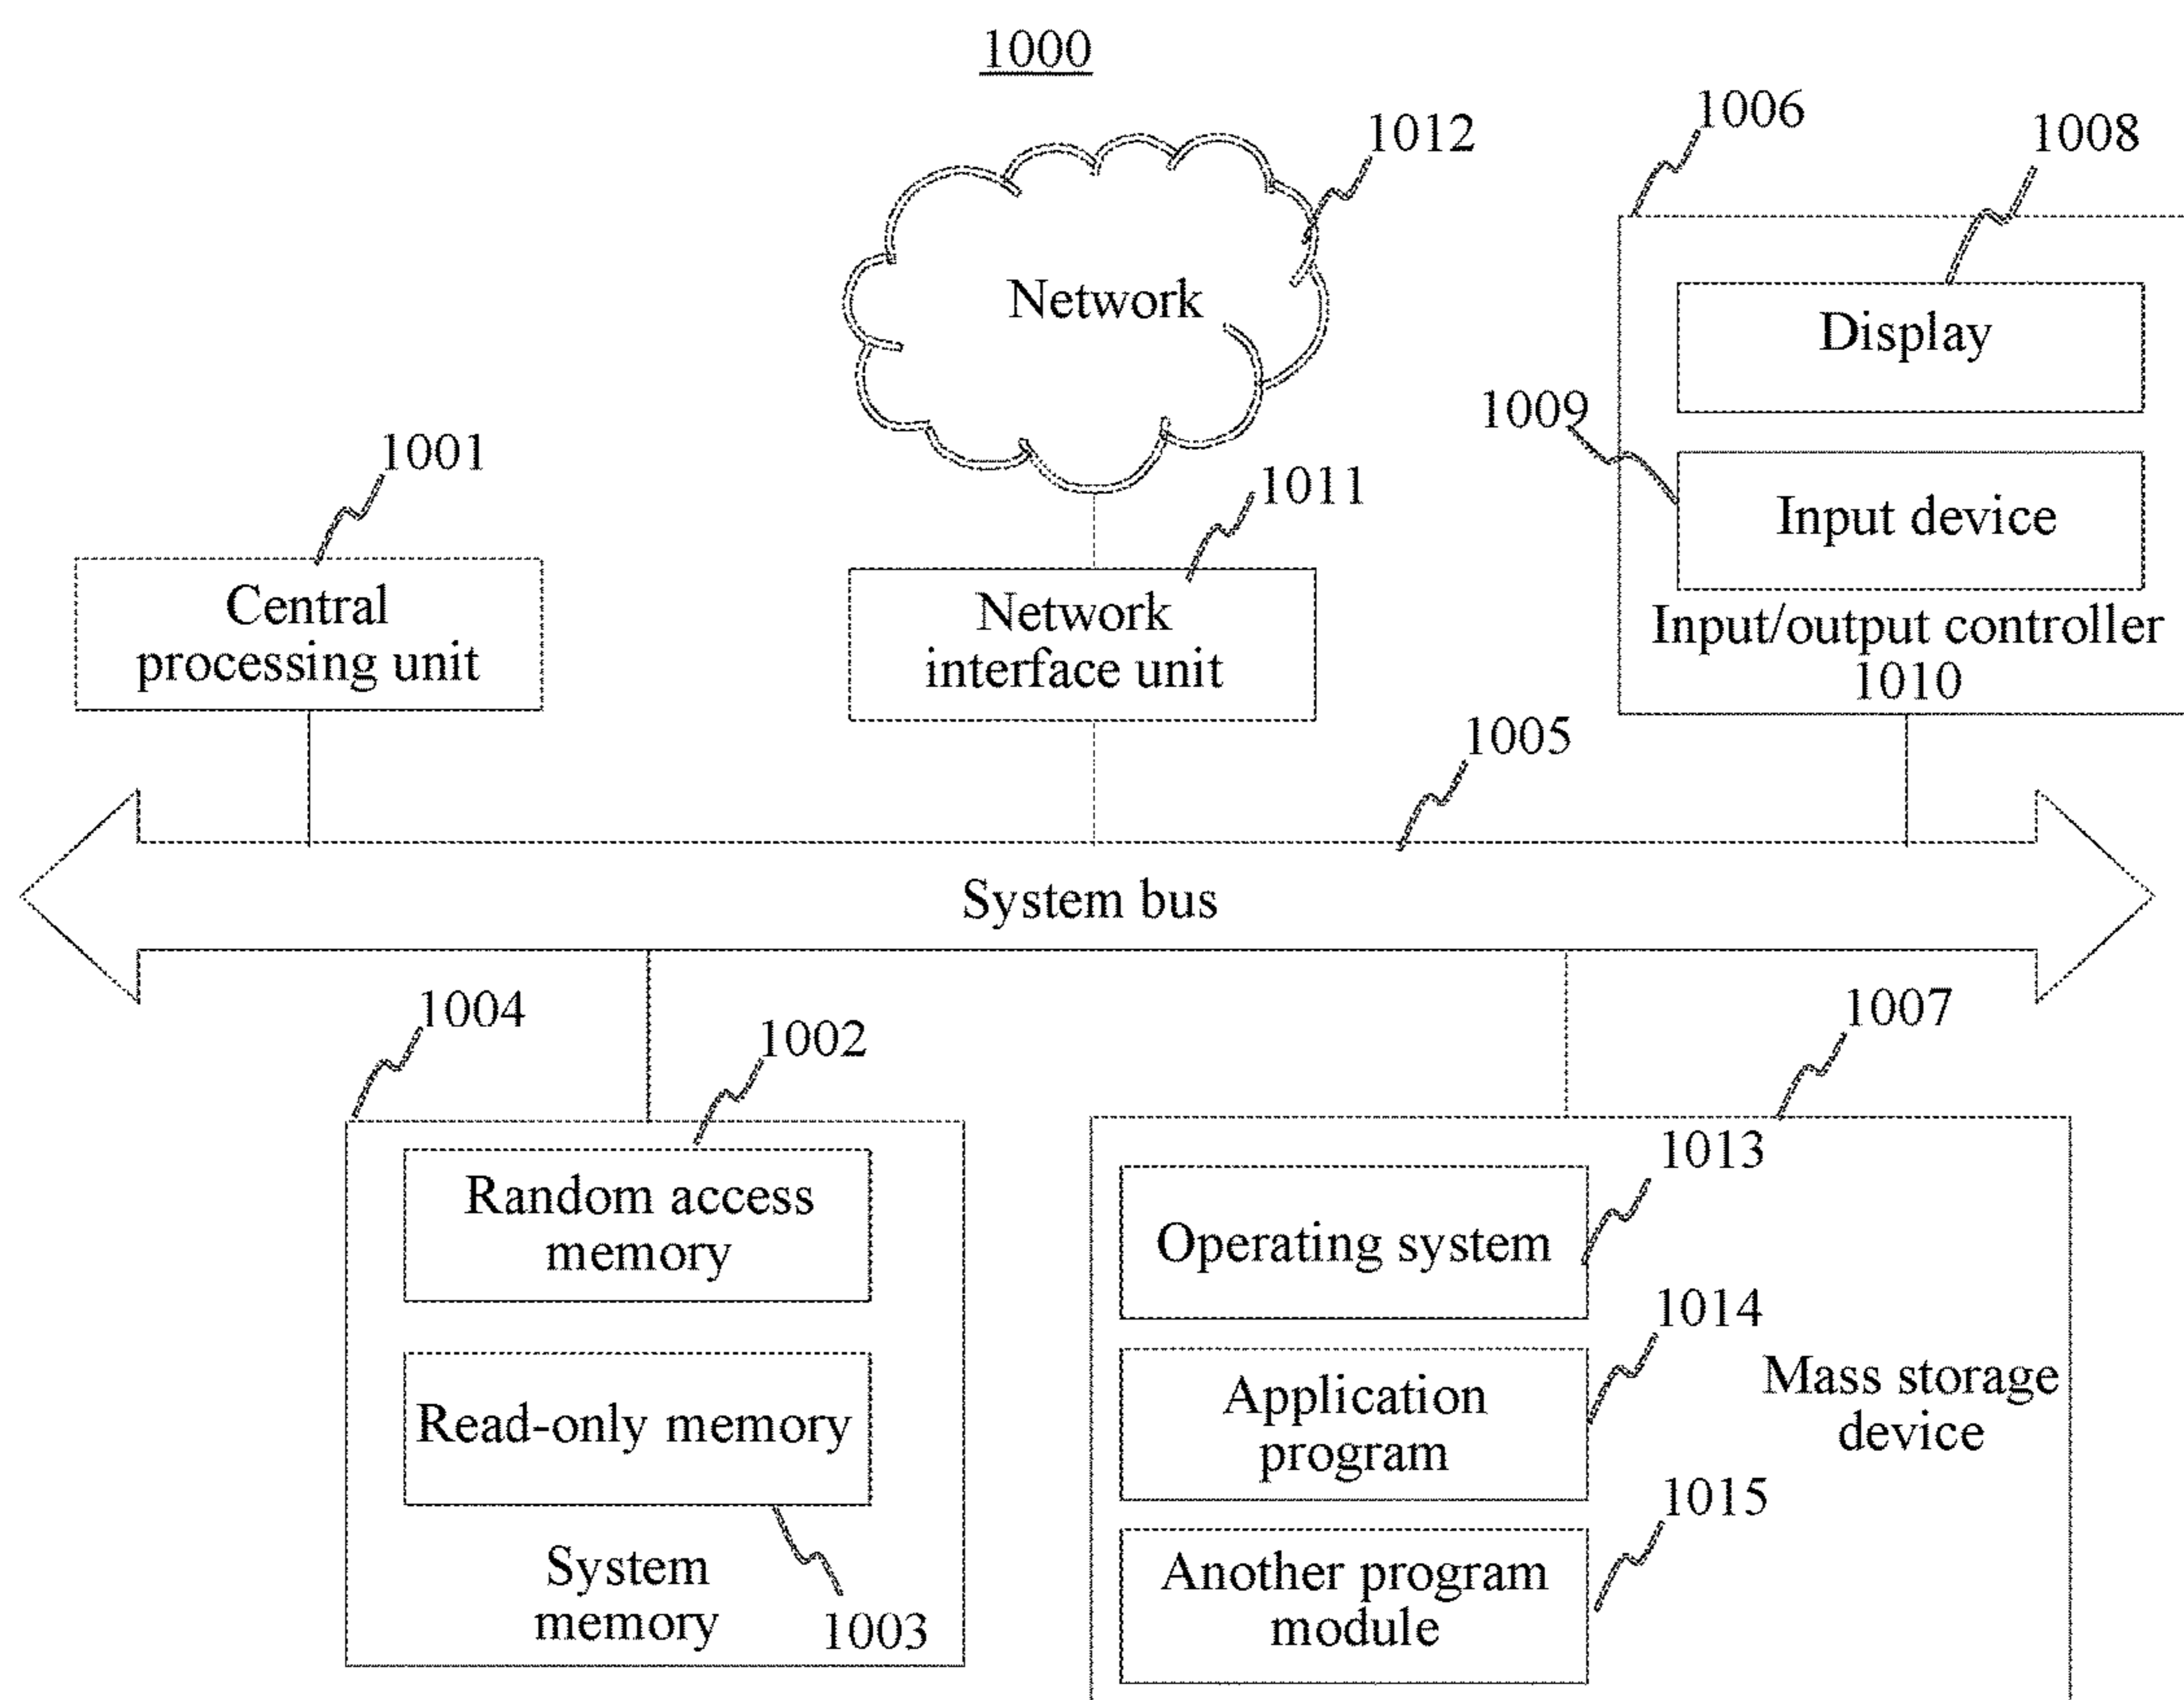 1000
1012
1006
1008
Network
Display
1009
1001
1011
Input device
Central
processing unit
Network
interface unit
Input/output controller
1010
1005
System bus
1004
1002
1007
Random access
memory
1013
Operating system
1014
Read-only memory
Application
program
Mass storage
device
1015
System
memory
1003
Another program
module